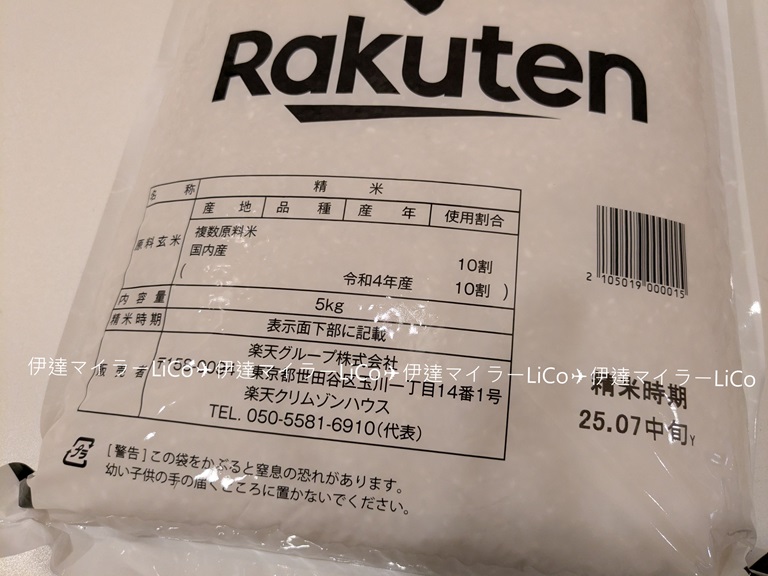 Rakuten
名称 精米
原料玄米 産地 品種 産年 使用割合
複数原料米
国内産 10割
( 令和4年産 10割 )
内容量 5kg
精米時期 表示面下部に記載
販売者 〒158-0094 楽天グループ株式会社
東京都世田谷区玉川一丁目14番1号
楽天クリムゾンハウス
TEL. 050-5581-6910(代表)
2 105019 000015
伊達マイラーLiCo✈伊達マイラーLiCo✈伊達マイラーLiCo✈伊達マイラーLiCo
精米時期
25.07中旬Y
プラ
[警告]この袋をかぶると窒息の恐れがあります。
幼い子供の手の届くところに置かないでください。